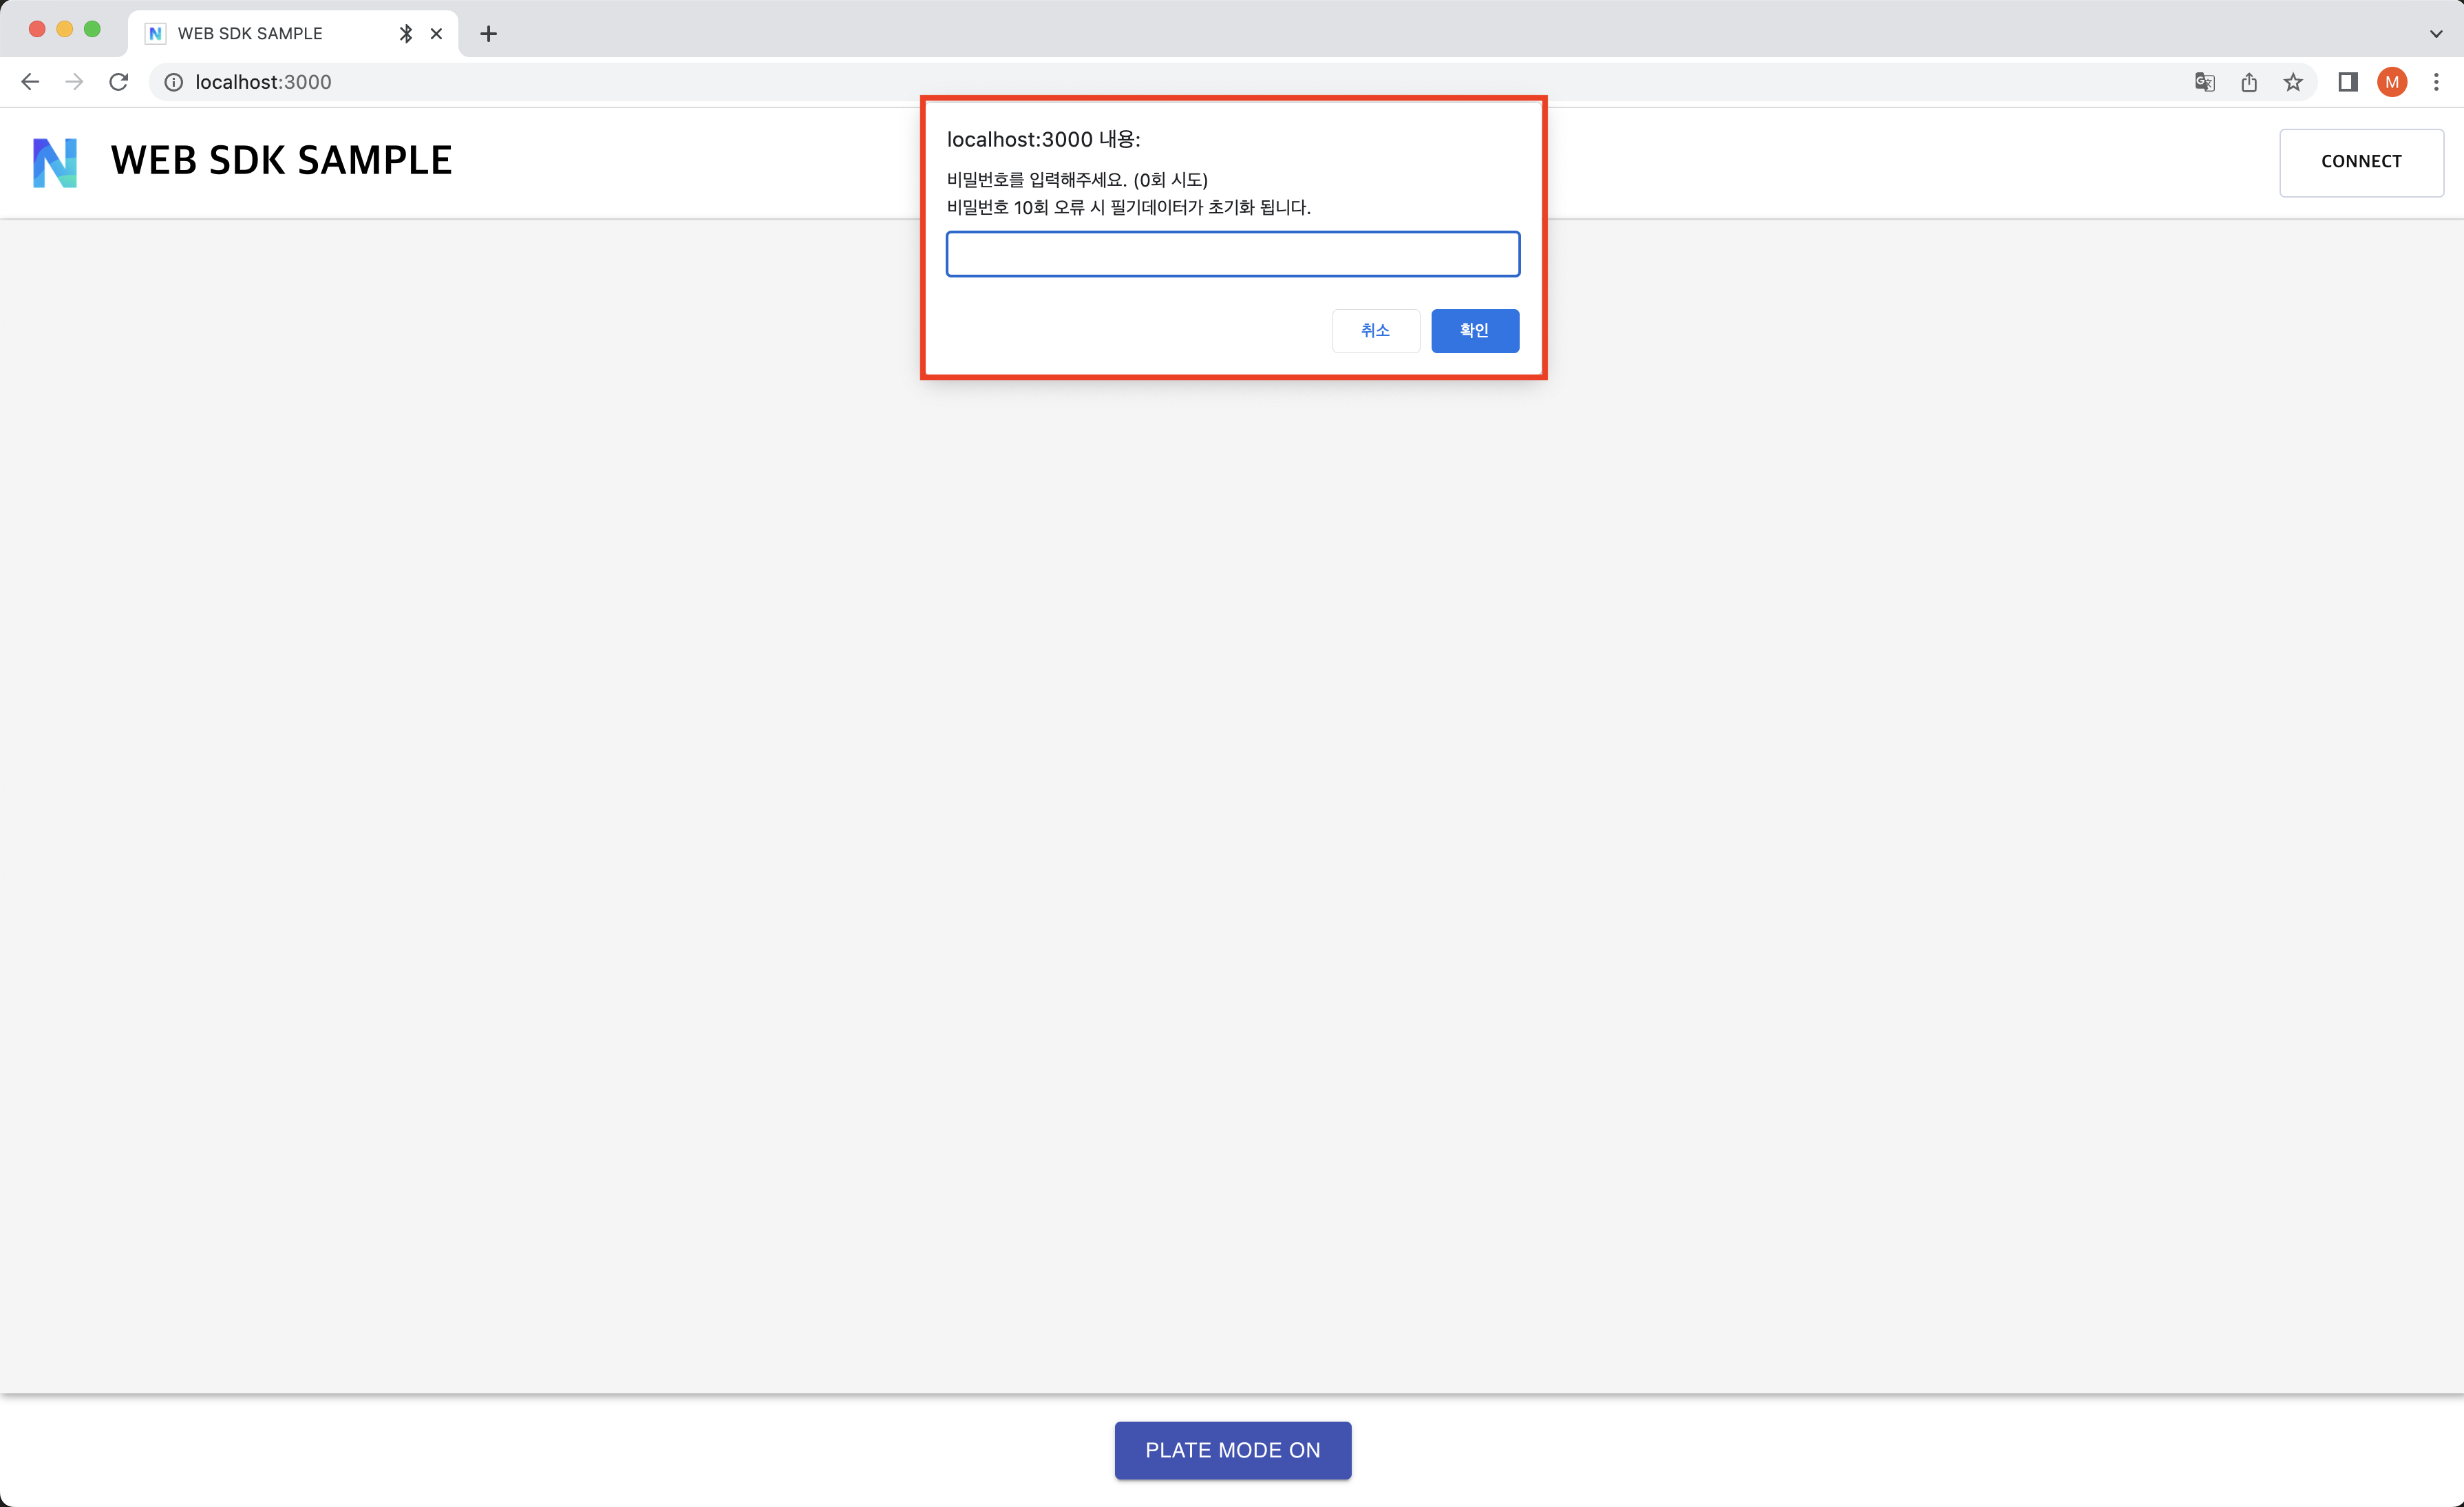 WEB SDK SAMPLE
localhost:3000
M
WEB SDK SAMPLE
CONNECT
localhost:3000 내용:
비밀번호를 입력해주세요. (0회 시도)
비밀번호 10회 오류 시 필기데이터가 초기화 됩니다.
취소 확인
PLATE MODE ON